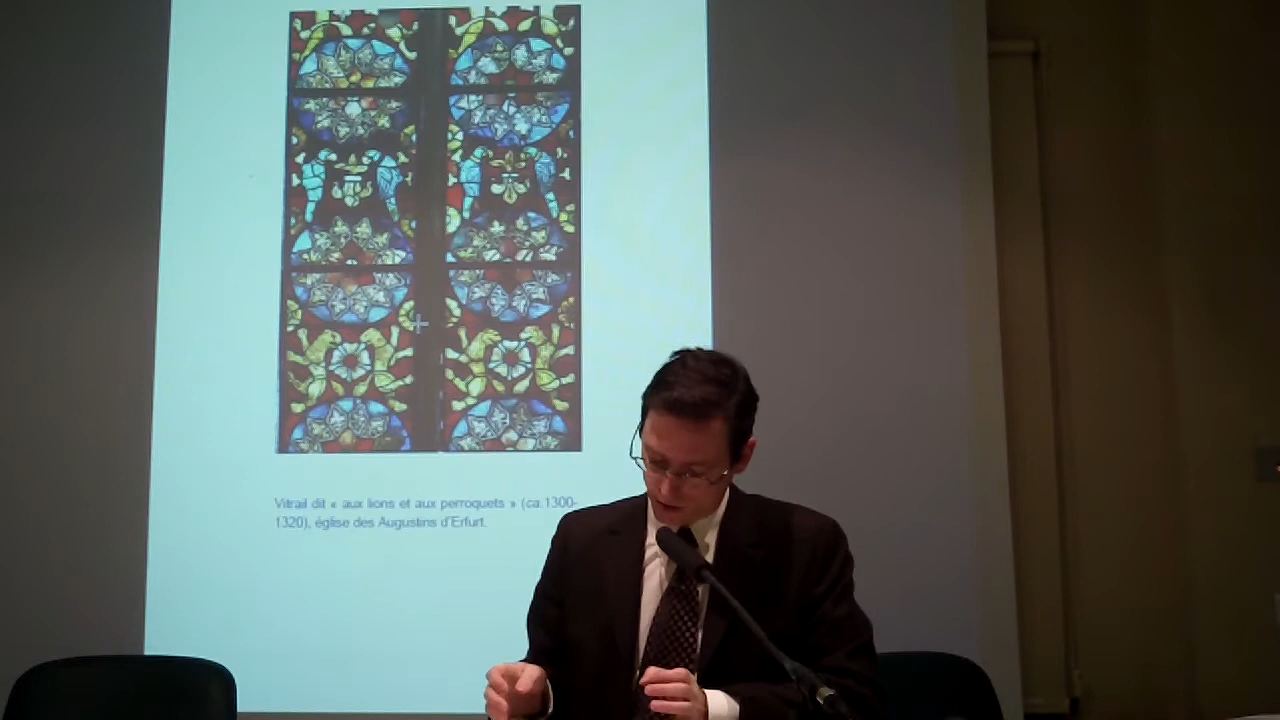 Vitrail dit « aux lions et aux perroquets » (ca.1300-
1320), église des Augustins d'Erfurt.